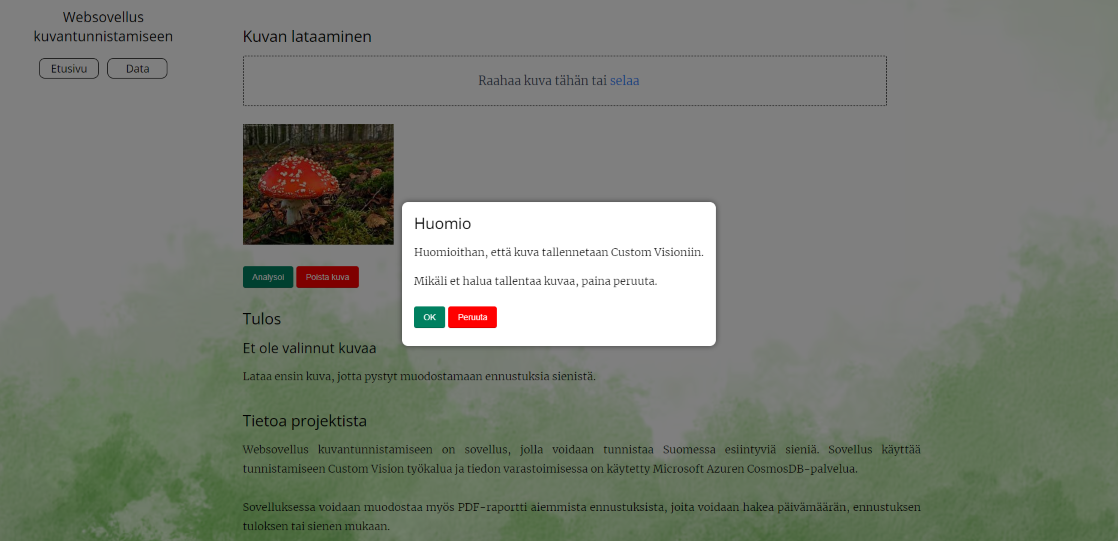 Websovellus
kuvantunnistamiseen
Etusivu
Data
Kuvan lataaminen
Raahaa kuva tähän tai selaa
Huomio
Huomioithan, että kuva tallennetaan Custom Visioniin.
Mikäli et halua tallentaa kuvaa, paina peruuta.
OK
Peruuta
Analysoi
Poista kuva
Tulos
Et ole valinnut kuvaa
Lataa ensin kuva, jotta pystyt muodostamaan ennustuksia sienistä.
Tietoa projektista
Websovellus kuvantunnistamiseen on sovellus, jolla voidaan tunnistaa Suomessa esiintyviä sieniä. Sovellus käyttää
tunnistamiseen Custom Vision työkalua ja tiedon varastoimisessa on käytetty Microsoft Azuren CosmosDB-palvelua.
Sovelluksessa voidaan muodostaa myös PDF-raportti aiemmista ennustuksista, joita voidaan hakea päivämäärän, ennustuksen
tuloksen tai sienen mukaan.